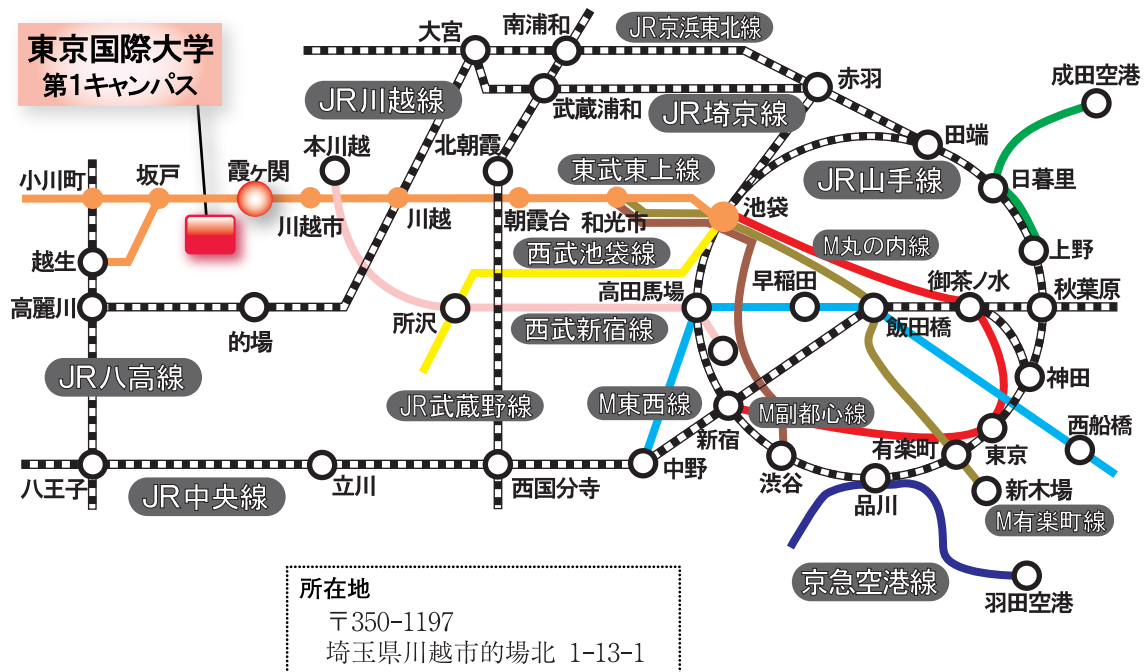 東京国際大学
第1キャンパス
大宮
南浦和
JR京浜東北線
赤羽
成田空港
JR川越線
武蔵浦和
JR埼京線
田端
本川越
北朝霞
小川町
坂戸
霞ヶ関
東武東上線
JR山手線
日暮里
川越市
川越
朝霞台
和光市
池袋
越生
西武池袋線
M丸の内線
上野
高麗川
的場
所沢
西武新宿線
高田馬場
早稲田
飯田橋
御茶ノ水
秋葉原
JR八高線
JR武蔵野線
M東西線
新宿
M副都心線
神田
有楽町
東京
西船橋
八王子
JR中央線
立川
西国分寺
中野
渋谷
品川
新木場
M有楽町線
京急空港線
羽田空港
所在地
〒350-1197
埼玉県川越市的場北 1-13-1